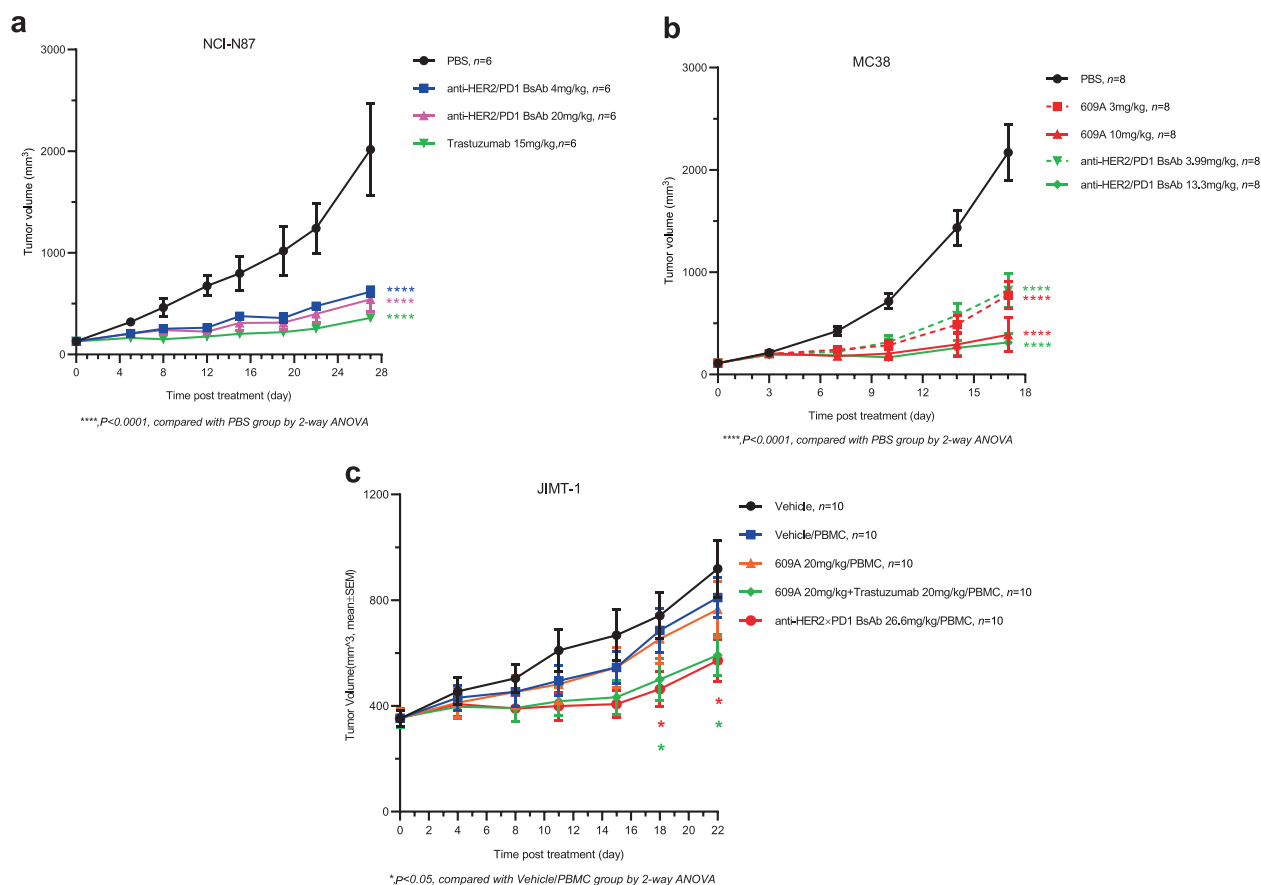 a
NCI-N87
3000
2000
1000
0
Tumor volume (mm³)
0 4 8 12 16 20 24 28
Time post treatment (day)
PBS, n=6
anti-HER2/PD1 BsAb 4mg/kg, n=6
anti-HER2/PD1 BsAb 20mg/kg, n=6
Trastuzumab 15mg/kg,n=6
****
****
****
****,P<0.0001, compared with PBS group by 2-way ANOVA
b
MC38
3000
2000
1000
0
Tumor volume (mm³)
0 3 6 9 12 15 18
Time post treatment (day)
PBS, n=8
609A 3mg/kg, n=8
609A 10mg/kg, n=8
anti-HER2/PD1 BsAb 3.99mg/kg, n=8
anti-HER2/PD1 BsAb 13.3mg/kg, n=8
****
****
****
****
****,P<0.0001, compared with PBS group by 2-way ANOVA
c
JIMT-1
1200
800
400
0
Tumor Volume(mm^3, mean±SEM)
0 2 4 6 8 10 12 14 16 18 20 22
Time post treatment (day)
Vehicle, n=10
Vehicle/PBMC, n=10
609A 20mg/kg/PBMC, n=10
609A 20mg/kg+Trastuzumab 20mg/kg/PBMC, n=10
anti-HER2×PD1 BsAb 26.6mg/kg/PBMC, n=10
* *
* *
*,P<0.05, compared with Vehicle/PBMC group by 2-way ANOVA